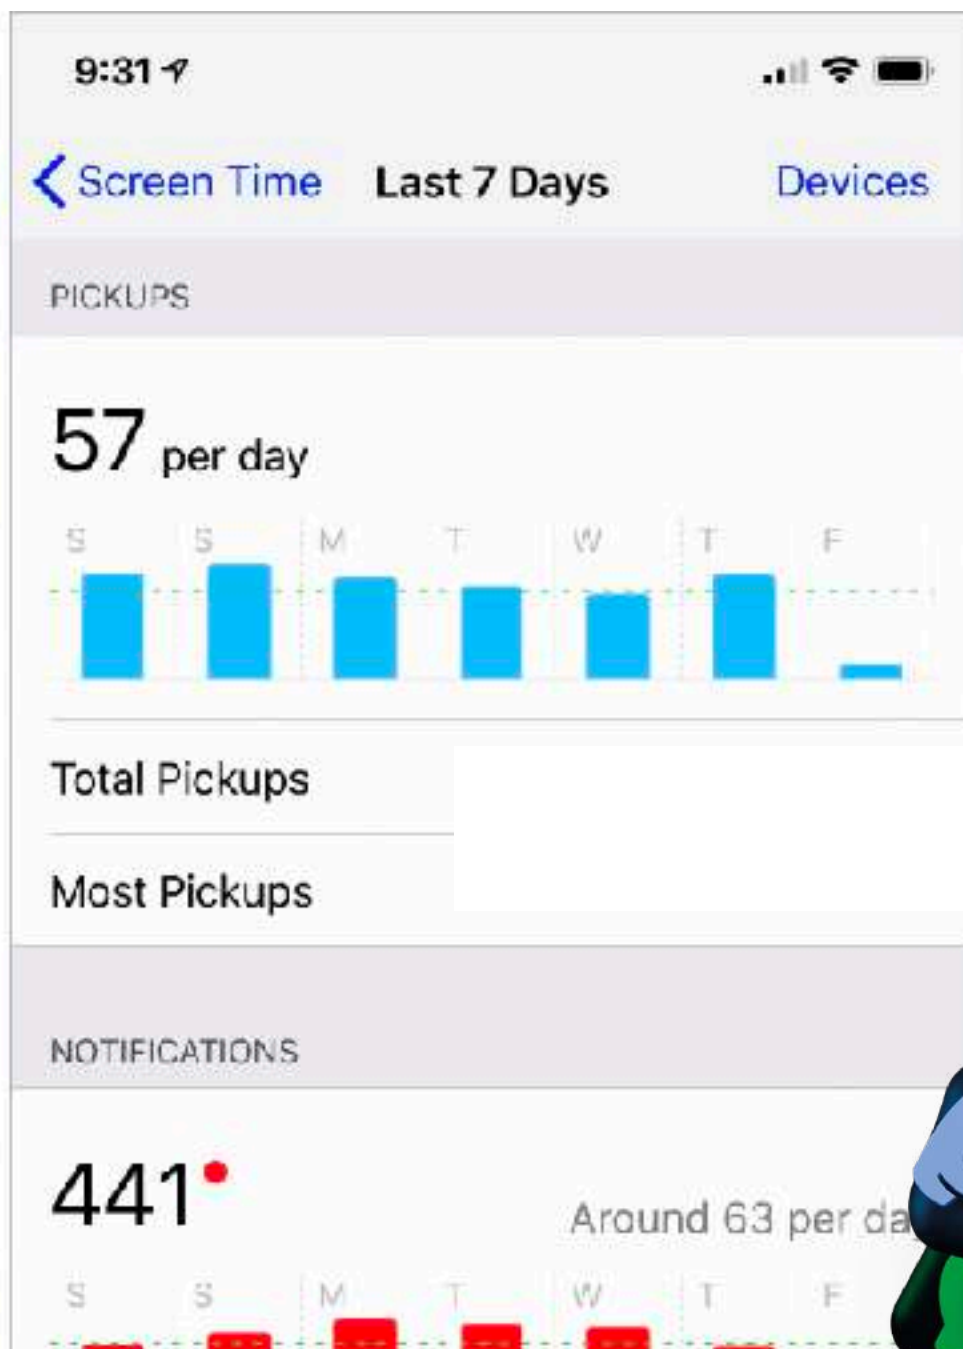 9:31
Screen Time Last 7 Days Devices
PICKUPS
57 per day
S S M T W T F
Total Pickups
Most Pickups
NOTIFICATIONS
441
Around 63 per da
S S M T W T F